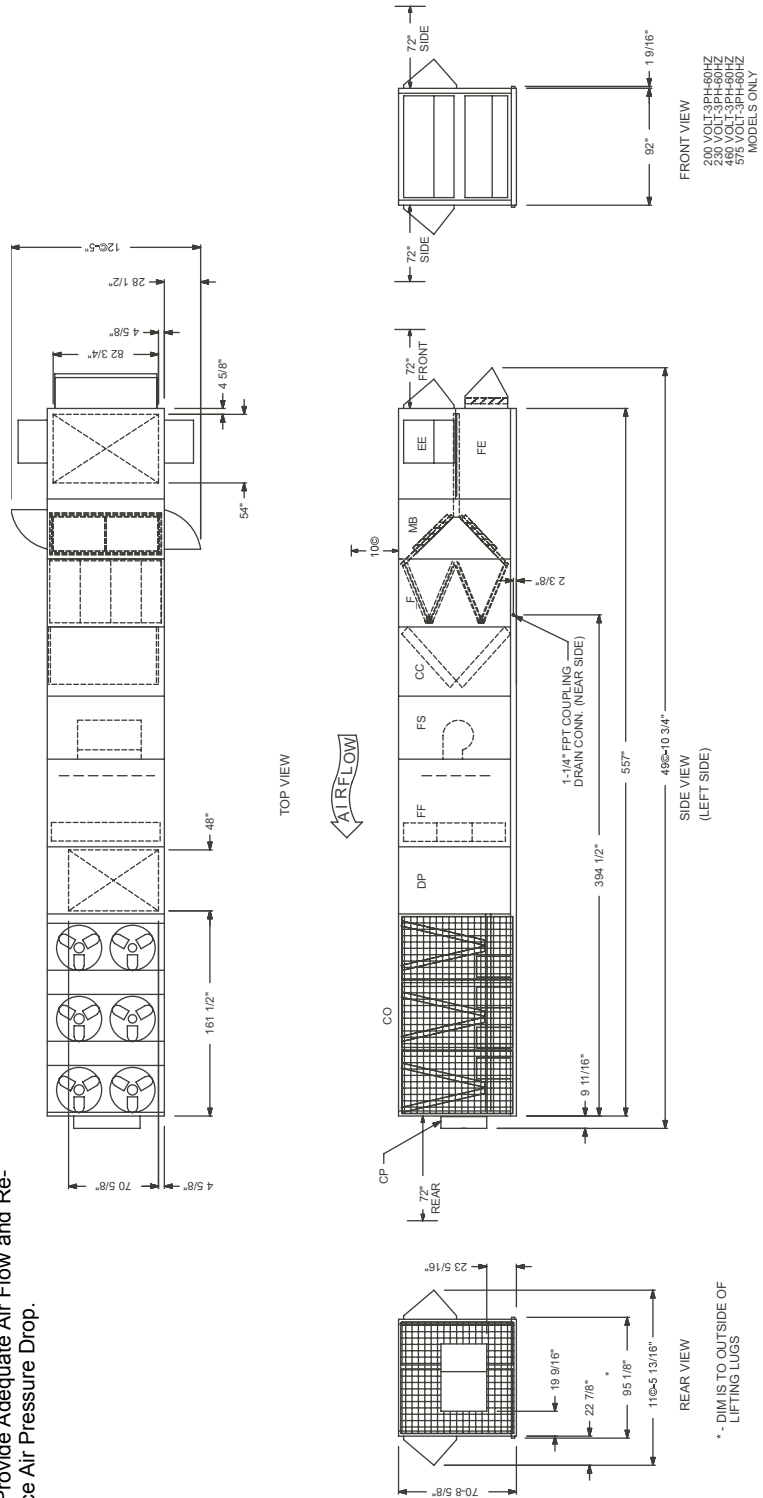 Provide Adequate Air Flow and Re-
ce Air Pressure Drop.
12©-5"
28 1/2"
4 5/8"
82 3/4"
4 5/8"
54"
48"
161 1/2"
70 5/8"
4 5/8"
TOP VIEW
AIRFLOW
72"
SIDE
72"
SIDE
92"
1 9/16"
FRONT VIEW
200 VOLT-3PH-60HZ
230 VOLT-3PH-60HZ
460 VOLT-3PH-60HZ
575 VOLT-3PH-60HZ
MODELS ONLY
72"
FRONT
10©
EE
FE
MB
F
CC
FS
FF
DP
CO
CP
72"
REAR
2 3/8"
1-1/4" FPT COUPLING
DRAIN CONN. (NEAR SIDE)
394 1/2"
9 11/16"
557"
49©-10 3/4"
SIDE VIEW
(LEFT SIDE)
23 5/16"
19 9/16"
22 7/8"
*
95 1/8"
11©-5 13/16"
REAR VIEW
* - DIM IS TO OUTSIDE OF
LIFTING LUGS